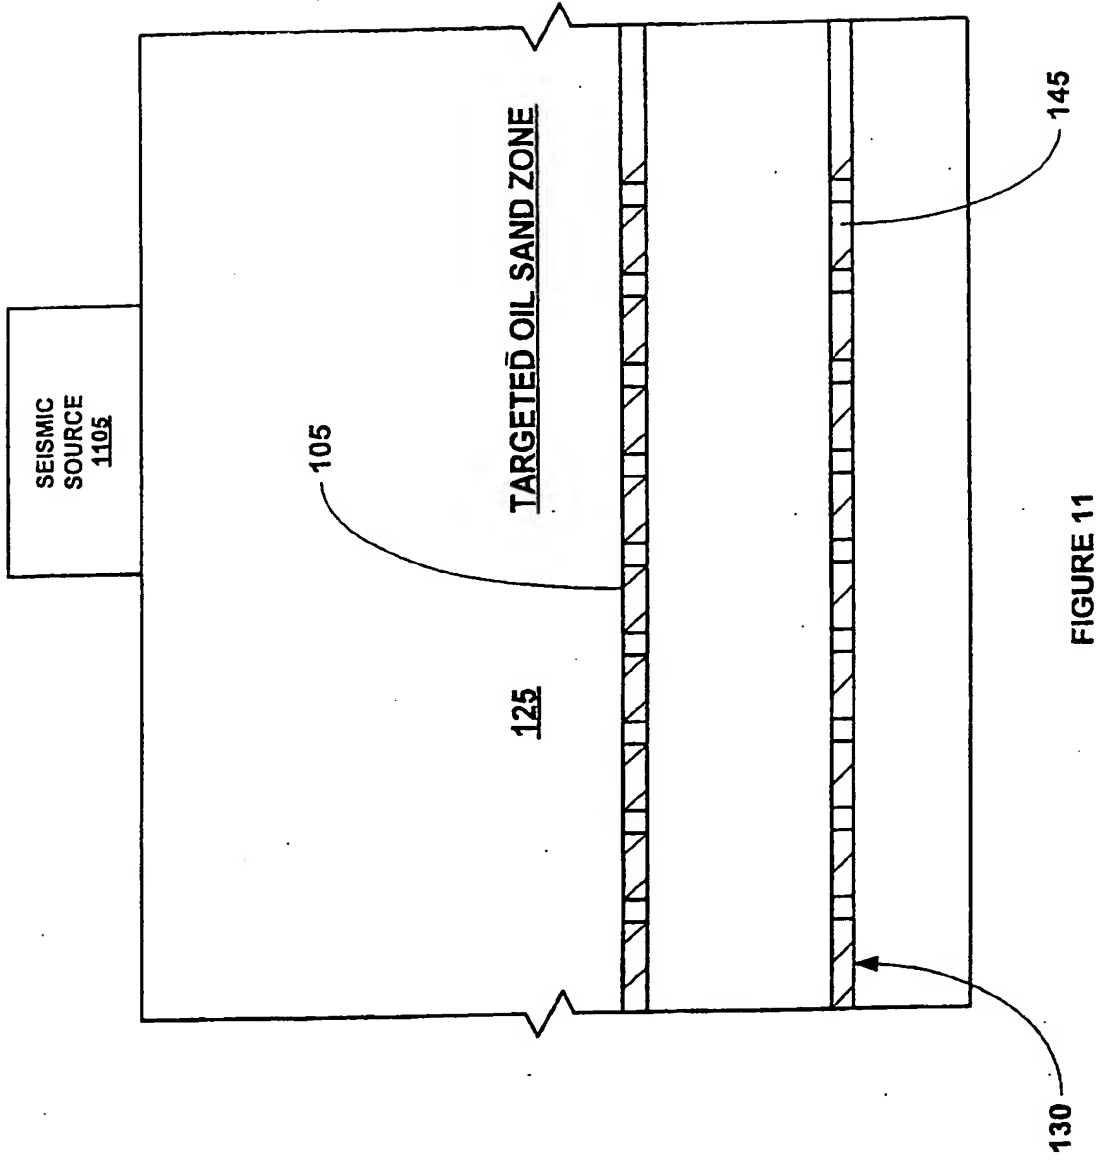 SEISMIC
SOURCE
1105
105
TARGETED OIL SAND ZONE
125
145
130
FIGURE 11